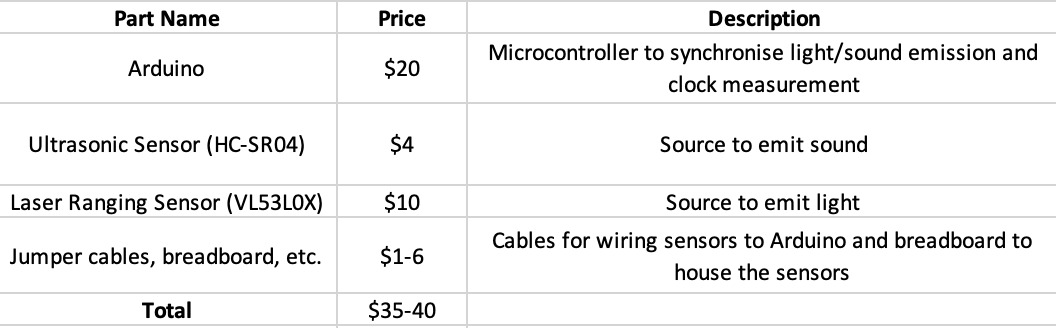 Part Name Price Description
Arduino $20 Microcontroller to synchronise light/sound emission and
clock measurement
Ultrasonic Sensor (HC-SR04) $4 Source to emit sound
Laser Ranging Sensor (VL53L0X) $10 Source to emit light
Jumper cables, breadboard, etc. $1-6 Cables for wiring sensors to Arduino and breadboard to
house the sensors
Total $35-40